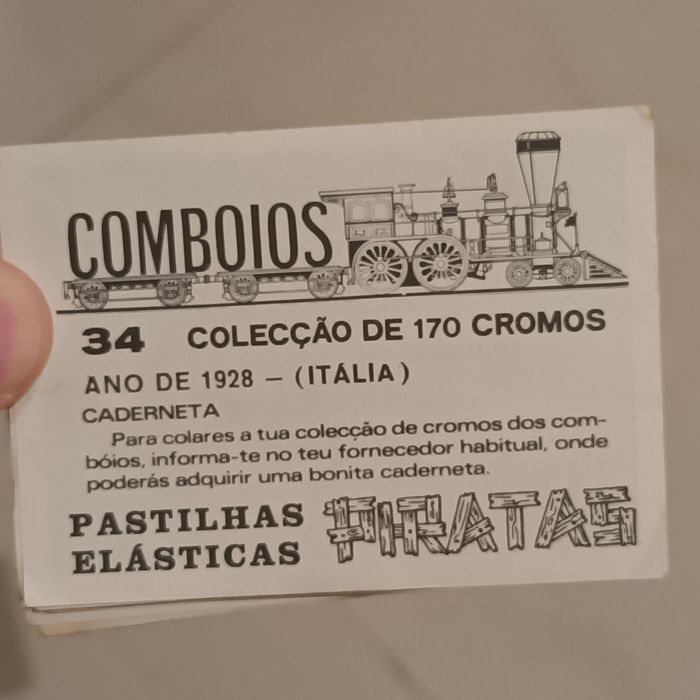 COMBOIOS
34 COLECÇÃO DE 170 CROMOS
ANO DE 1928 — (ITÁLIA)
CADERNETA
Para colares a tua colecção de cromos dos com-
bóios, informa-te no teu fornecedor habitual, onde
poderás adquirir uma bonita caderneta.
PASTILHAS
ELÁSTICAS
PIRATAS